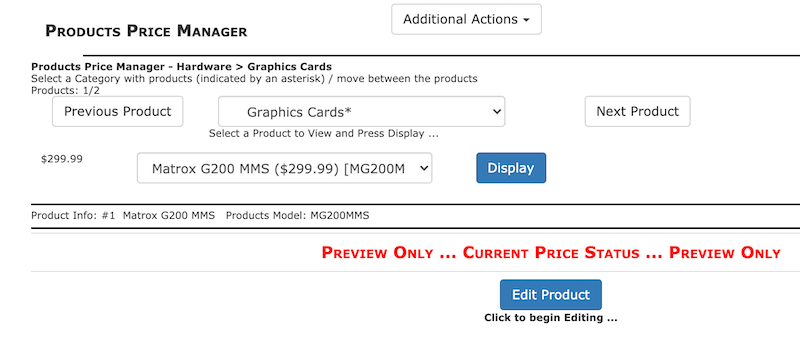 Additional Actions
Products Price Manager
Products Price Manager - Hardware > Graphics Cards
Select a Category with products (indicated by an asterisk) / move between the products
Products: 1/2
Previous Product Graphics Cards* Next Product
Select a Product to View and Press Display ...
$299.99 Matrox G200 MMS ($299.99) [MG200M Display
Product Info: #1 Matrox G200 MMS Products Model: MG200MMS
Preview Only ... Current Price Status ... Preview Only
Edit Product
Click to begin Editing ...